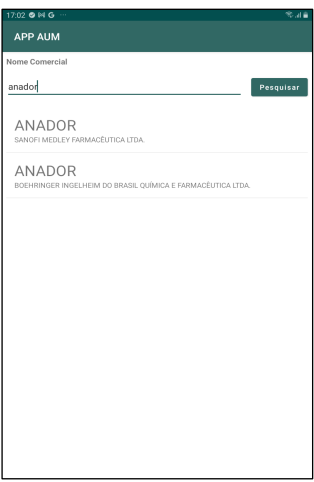 17:02 G ...
APP AUM
Nome Comercial
anador
Pesquisar
ANADOR
SANOFI MEDLEY FARMACÊUTICA LTDA.
ANADOR
BOEHRINGER INGELHEIM DO BRASIL QUÍMICA E FARMACÊUTICA LTDA.